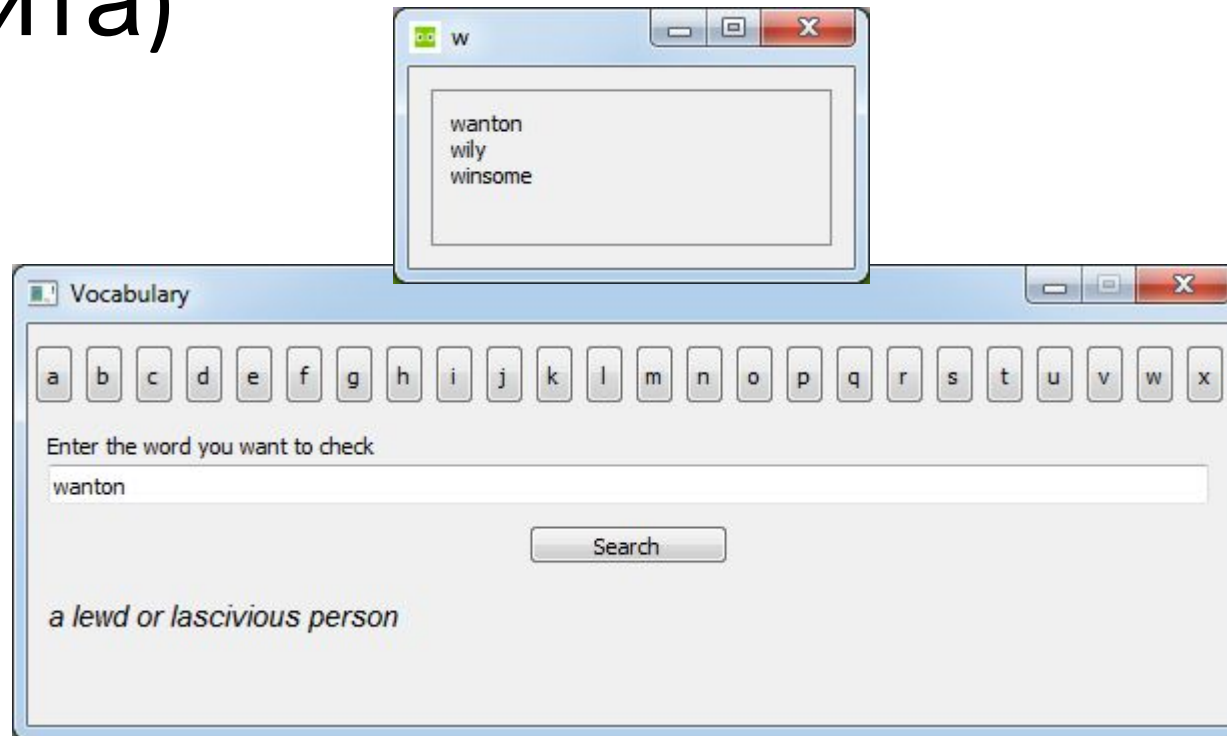 w
wanton
wily
winsome
Vocabulary
a b c d e f g h i j k l m n o p q r s t u v w x
Enter the word you want to check
wanton
Search
a lewd or lascivious person